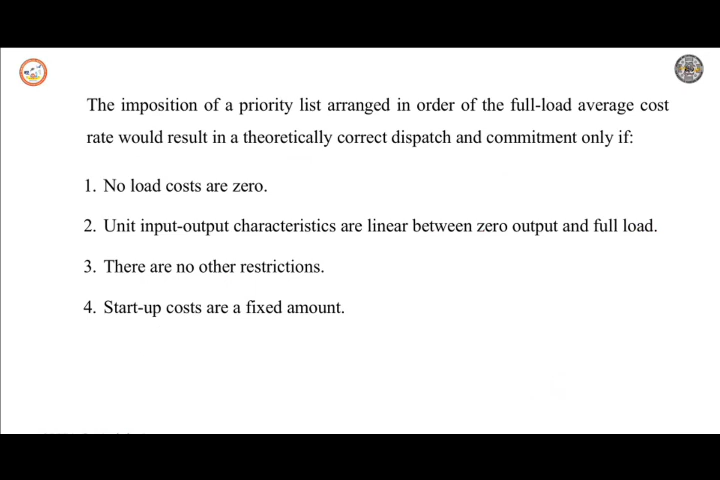 The imposition of a priority list arranged in order of the full-load average cost
rate would result in a theoretically correct dispatch and commitment only if:
1. No load costs are zero.
2. Unit input-output characteristics are linear between zero output and full load.
3. There are no other restrictions.
4. Start-up costs are a fixed amount.